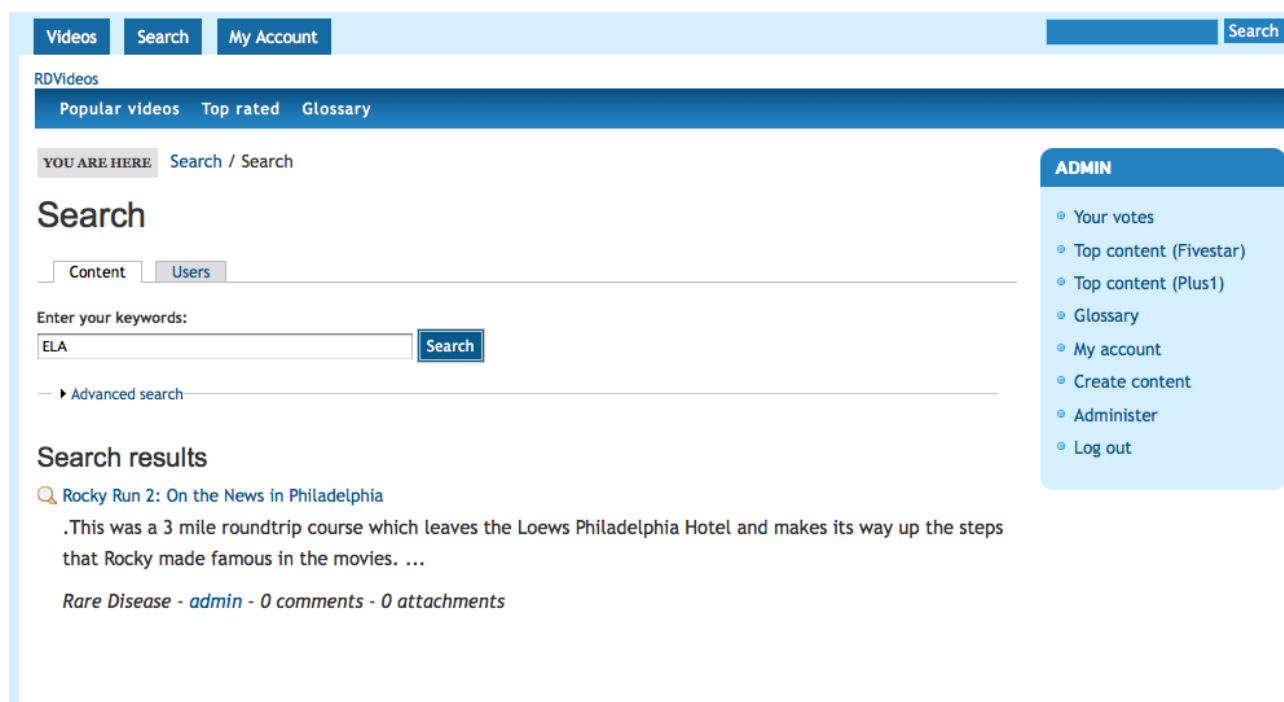 Videos Search My Account Search
RDVideos
Popular videos Top rated Glossary
YOU ARE HERE Search / Search
Search
Content Users
Enter your keywords:
ELA Search
Advanced search
Search results
Rocky Run 2: On the News in Philadelphia
.This was a 3 mile roundtrip course which leaves the Loews Philadelphia Hotel and makes its way up the steps
that Rocky made famous in the movies. ...
Rare Disease - admin - 0 comments - 0 attachments
ADMIN
Your votes
Top content (Fivestar)
Top content (Plus1)
Glossary
My account
Create content
Administer
Log out